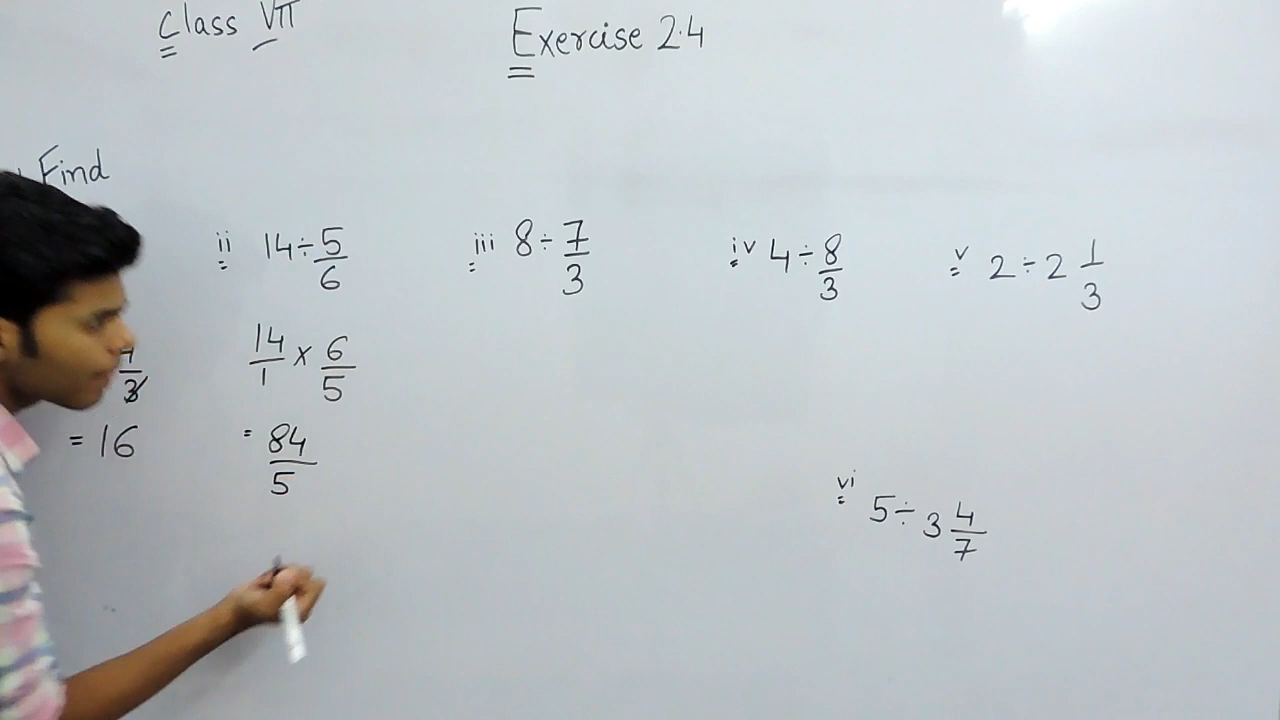 Class VII
Exercise 2.4
Find
ii 14÷5/6
iii 8÷7/3
iv 4÷8/3
v 2÷2 1/3
14/1 x 6/5
3
= 16
= 84/5
vi 5÷3 4/7